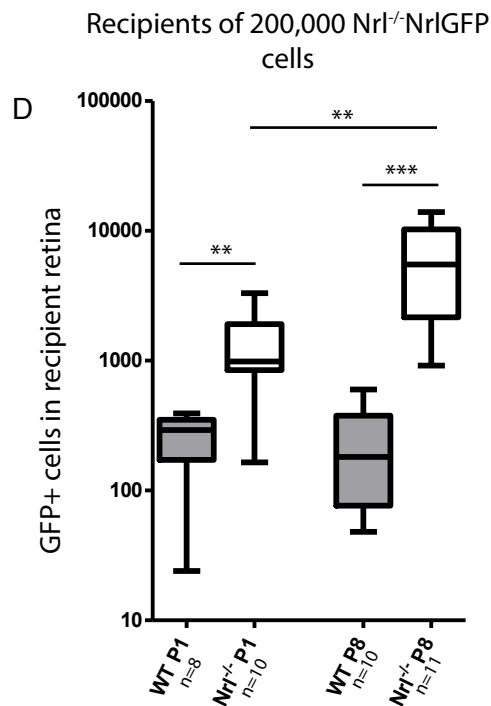 Recipients of 200,000 Nrl-/-NrlGFP
cells
D
GFP+ cells in recipient retina
100000
10000
1000
100
10
**
***
**
WT P1
n=8
Nrl-/- P1
n=10
WT P8
n=10
Nrl-/- P8
n=11